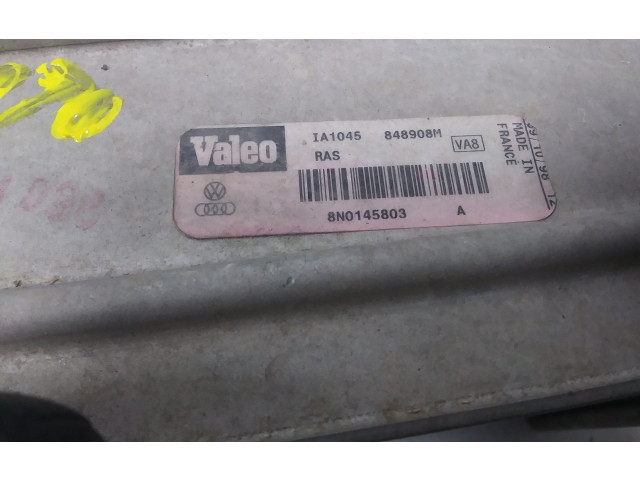 Valeo
IA1045 848908M
RAS
VA8
8N0145803 A
MADE IN
FRANCE